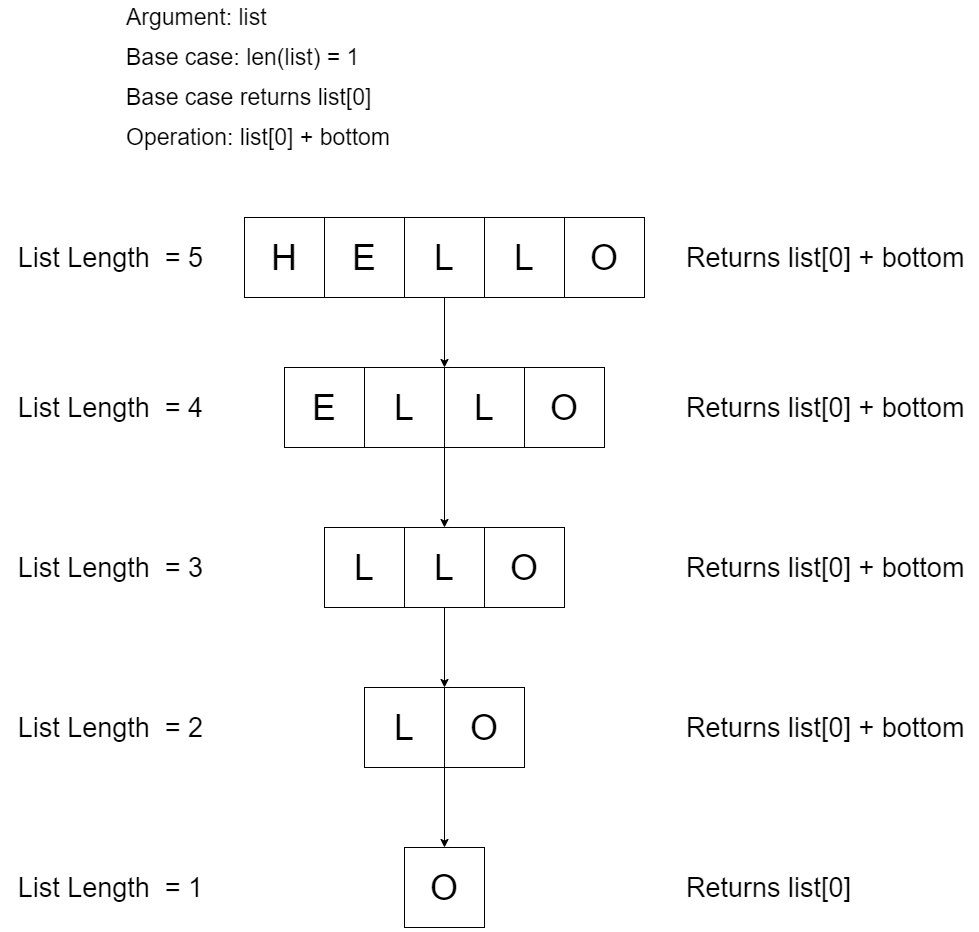 Argument: list
Base case: len(list) = 1
Base case returns list[0]
Operation: list[0] + bottom
List Length = 5 H E L L O Returns list[0] + bottom
List Length = 4 E L L O Returns list[0] + bottom
List Length = 3 L L O Returns list[0] + bottom
List Length = 2 L O Returns list[0] + bottom
List Length = 1 O Returns list[0]